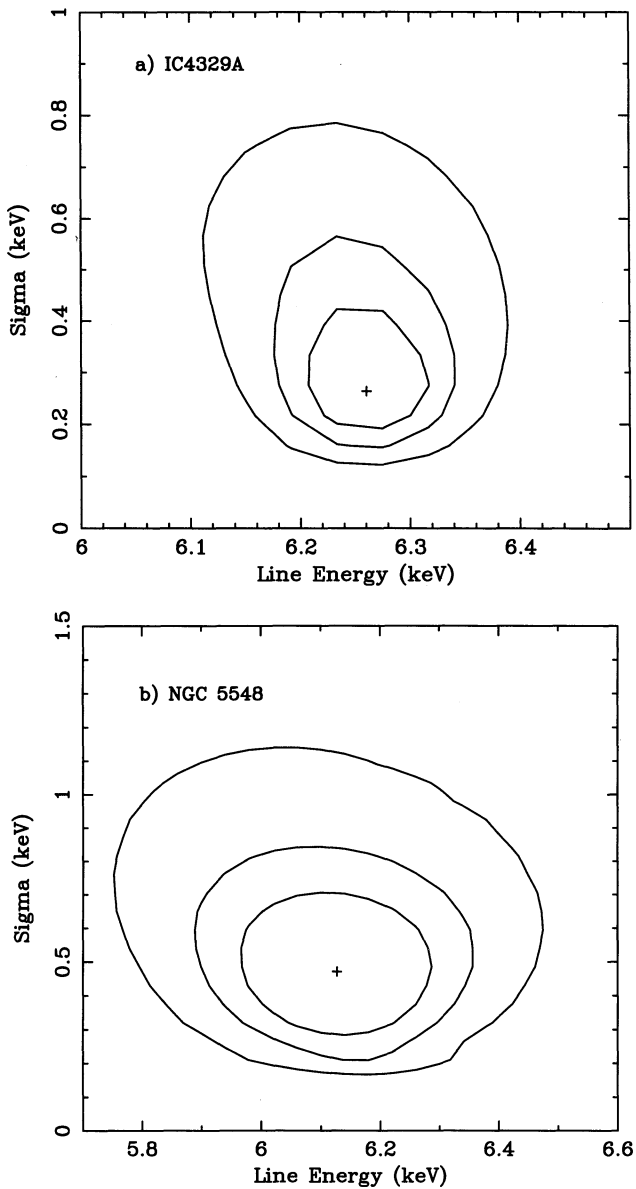 1
0.8
0.6
0.4
0.2
0
Sigma (keV)
a) IC4329A
6 6.1 6.2 6.3 6.4
Line Energy (keV)
1.5
1
0.5
0
Sigma (keV)
b) NGC 5548
5.8 6 6.2 6.4 6.6
Line Energy (keV)